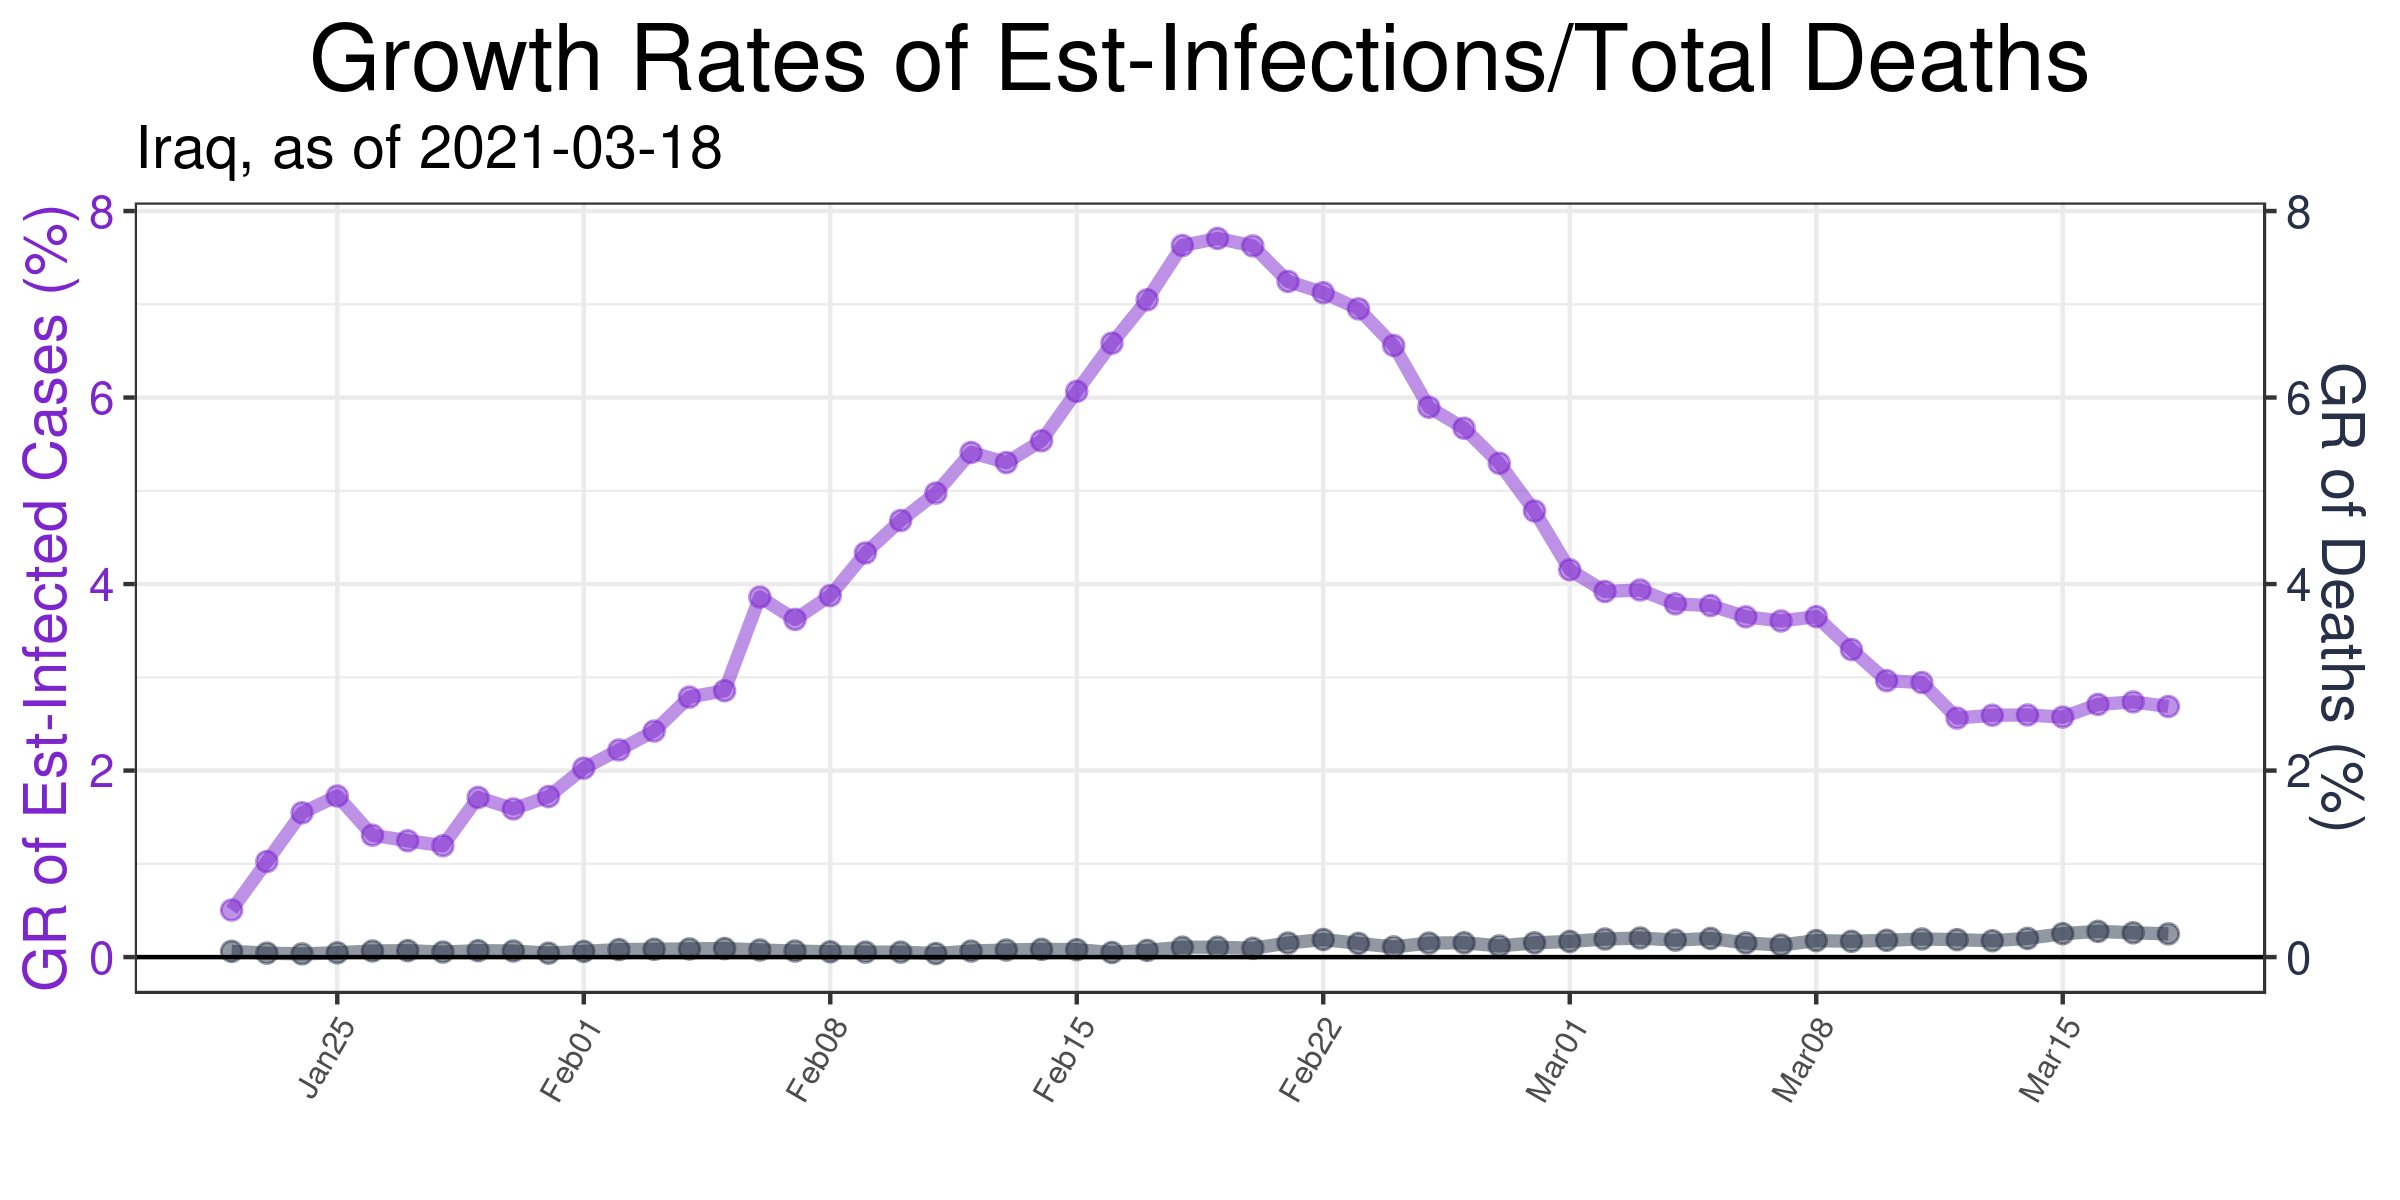 Growth Rates of Est-Infections/Total Deaths
Iraq, as of 2021-03-18
GR of Est-Infected Cases (%)
8
6
4
2
0
8
6
4
2
0
GR of Deaths (%)
Jan25
Feb01
Feb08
Feb15
Feb22
Mar01
Mar08
Mar15